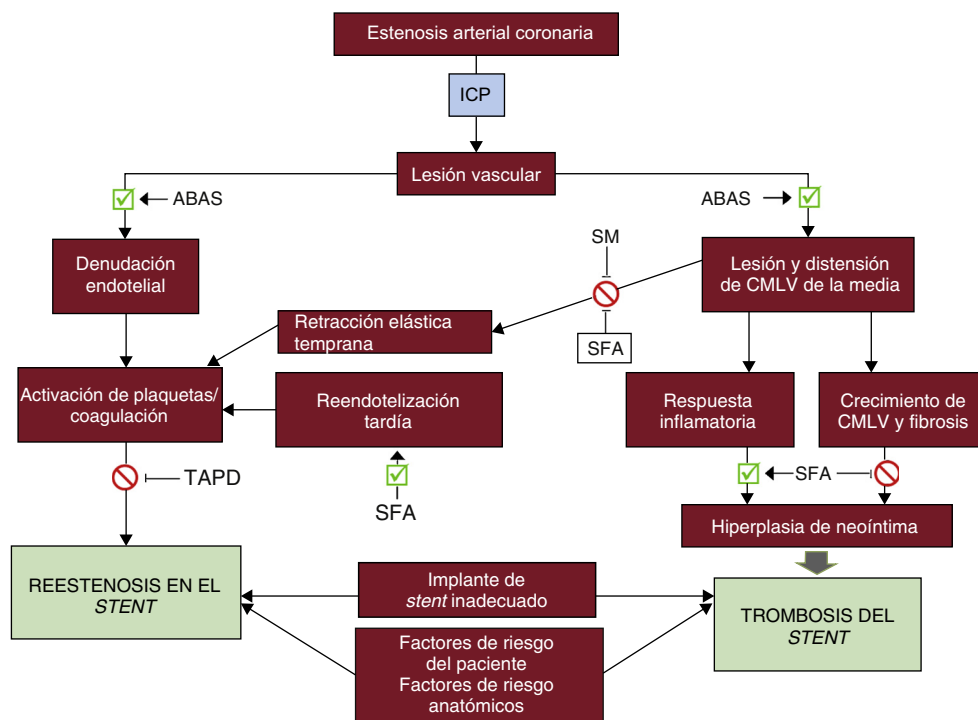 Estenosis arterial coronaria
ICP
Lesión vascular
ABAS
ABAS
Denudación
endotelial
SM
Lesión y distensión
de CMLV de la media
Retracción elástica
temprana
SFA
Activación de plaquetas/
coagulación
Reendotelización
tardía
Respuesta
inflamatoria
Crecimiento de
CMLV y fibrosis
TAPD
SFA
SFA
Hiperplasia de neoíntima
REESTENOSIS EN EL
STENT
Implante de
stent inadecuado
TROMBOSIS DEL
STENT
Factores de riesgo
del paciente
Factores de riesgo
anatómicos